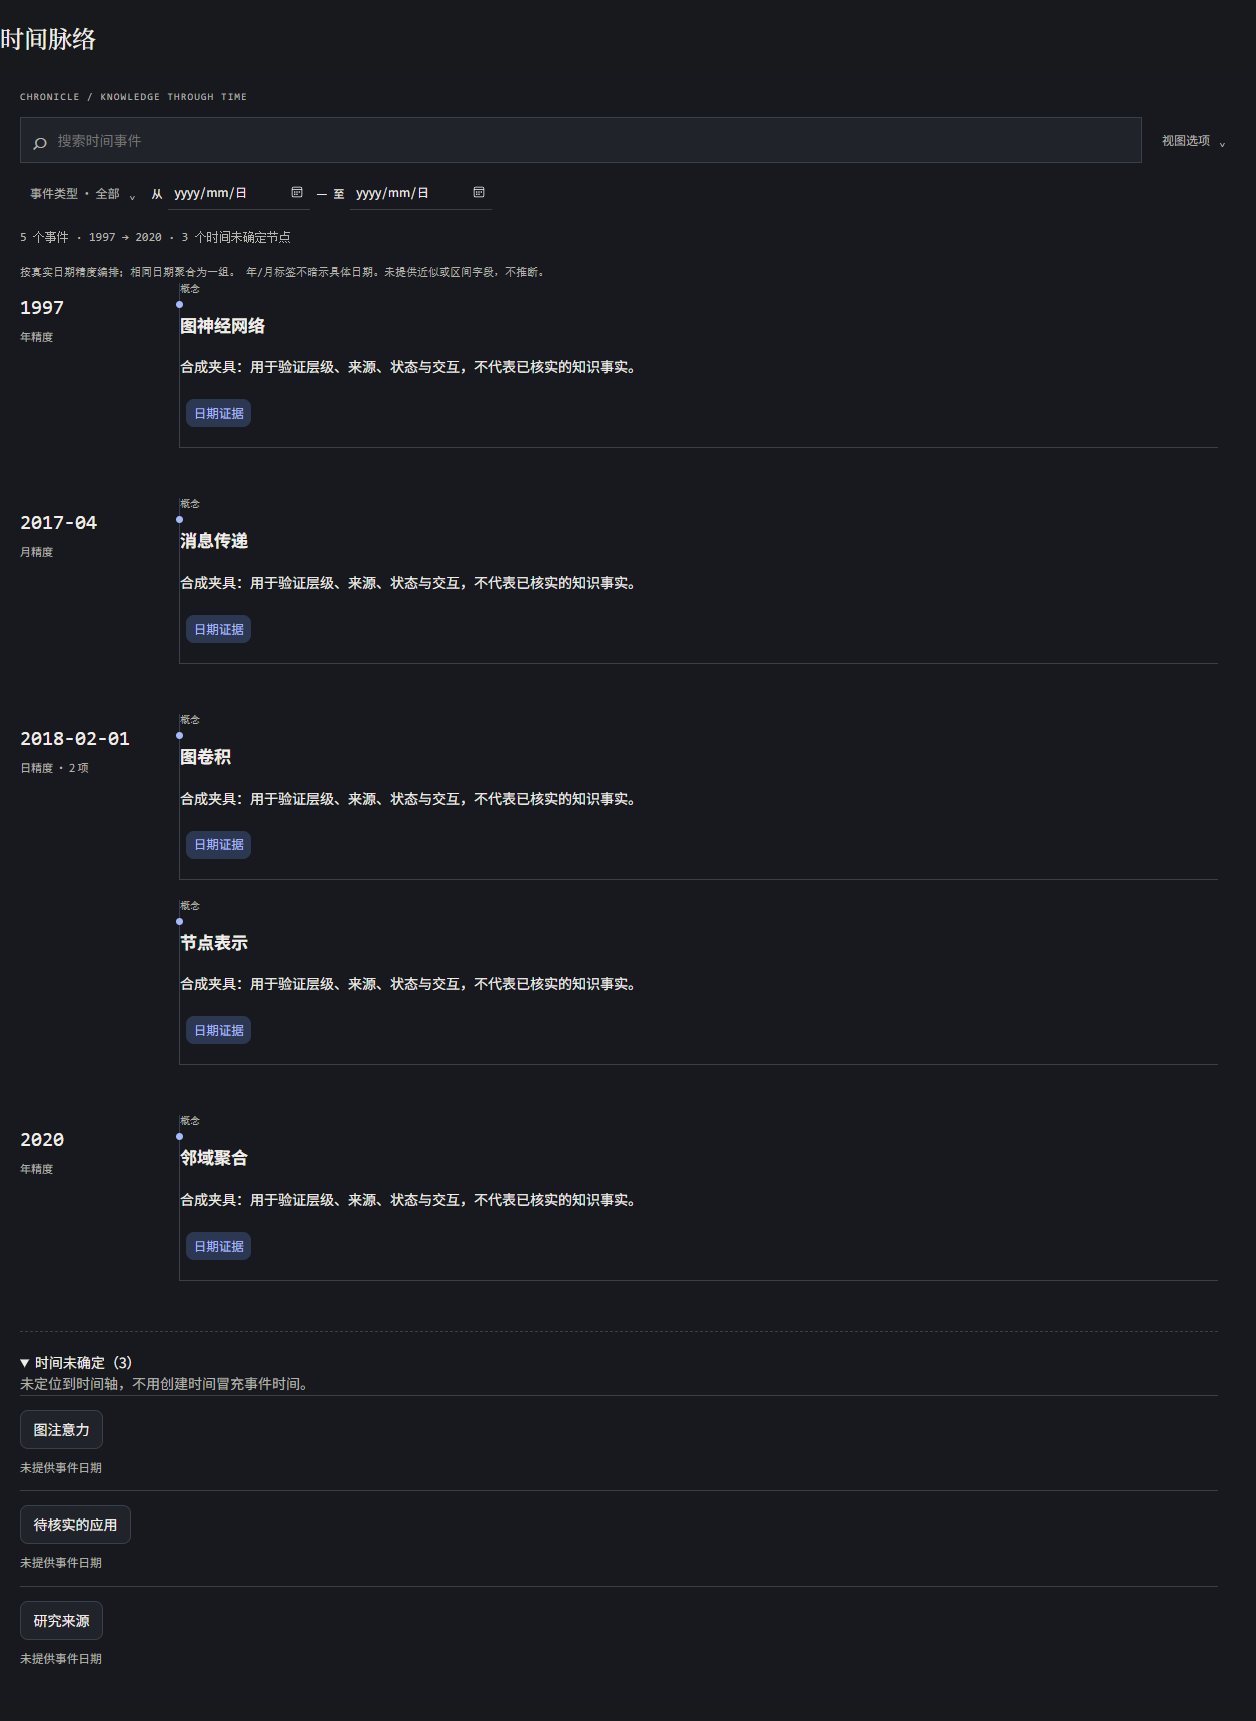 时间脉络
CHRONICLE / KNOWLEDGE THROUGH TIME
搜索时间事件
视图选项
事件类型 · 全部
从 yyyy/mm/日 — 至 yyyy/mm/日
5 个事件 · 1997 → 2020 · 3 个时间未确定节点
按真实日期精度编排；相同日期聚合为一组。 年/月标签不暗示具体日期。未提供近似或区间字段，不推断。
1997
年精度
概念
图神经网络
合成夹具：用于验证层级、来源、状态与交互，不代表已核实的知识事实。
日期证据
2017-04
月精度
概念
消息传递
合成夹具：用于验证层级、来源、状态与交互，不代表已核实的知识事实。
日期证据
2018-02-01
日精度 · 2 项
概念
图卷积
合成夹具：用于验证层级、来源、状态与交互，不代表已核实的知识事实。
日期证据
概念
节点表示
合成夹具：用于验证层级、来源、状态与交互，不代表已核实的知识事实。
日期证据
2020
年精度
概念
邻域聚合
合成夹具：用于验证层级、来源、状态与交互，不代表已核实的知识事实。
日期证据
▼ 时间未确定（3）
未定位到时间轴，不用创建时间冒充事件时间。
图注意力
未提供事件日期
待核实的应用
未提供事件日期
研究来源
未提供事件日期